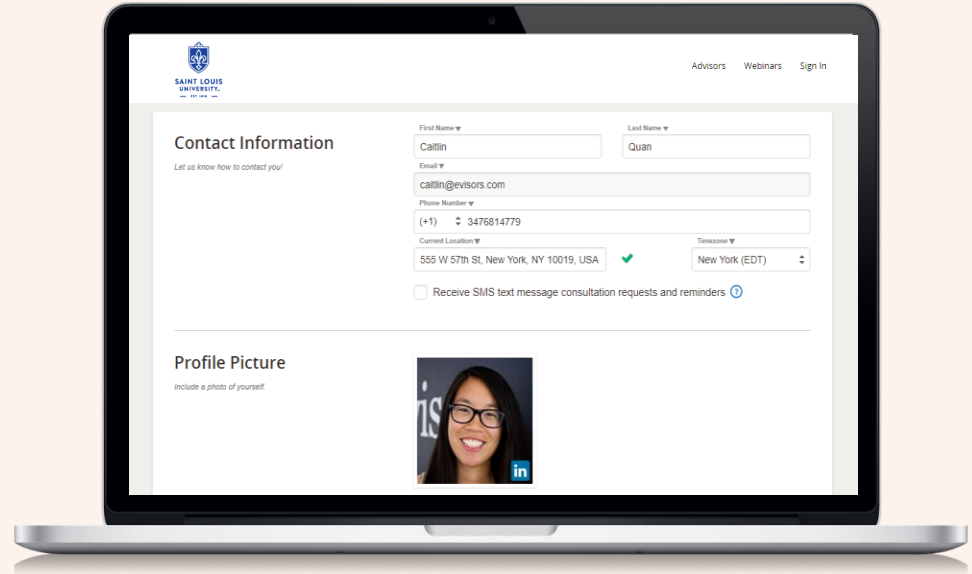 SAINT LOUIS
UNIVERSITY.
Advisors Webinars Sign In
Contact Information
Let us know how to contact you!
First Name ▼ Last Name ▼
Caitlin Quan
Email ▼
caitlin@evisors.com
Phone Number ▼
(+1) 3476814779
Current Location ▼ Timezone ▼
555 W 57th St, New York, NY 10019, USA New York (EDT)
Receive SMS text message consultation requests and reminders ?
Profile Picture
Include a photo of yourself.
is
in